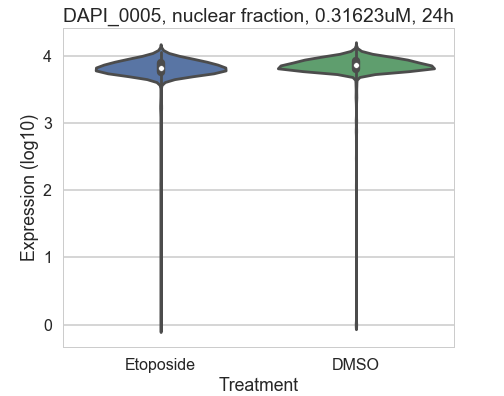 DAPI_0005, nuclear fraction, 0.31623uM, 24h
Expression (log10)
4
3
2
1
0
Etoposide
DMSO
Treatment